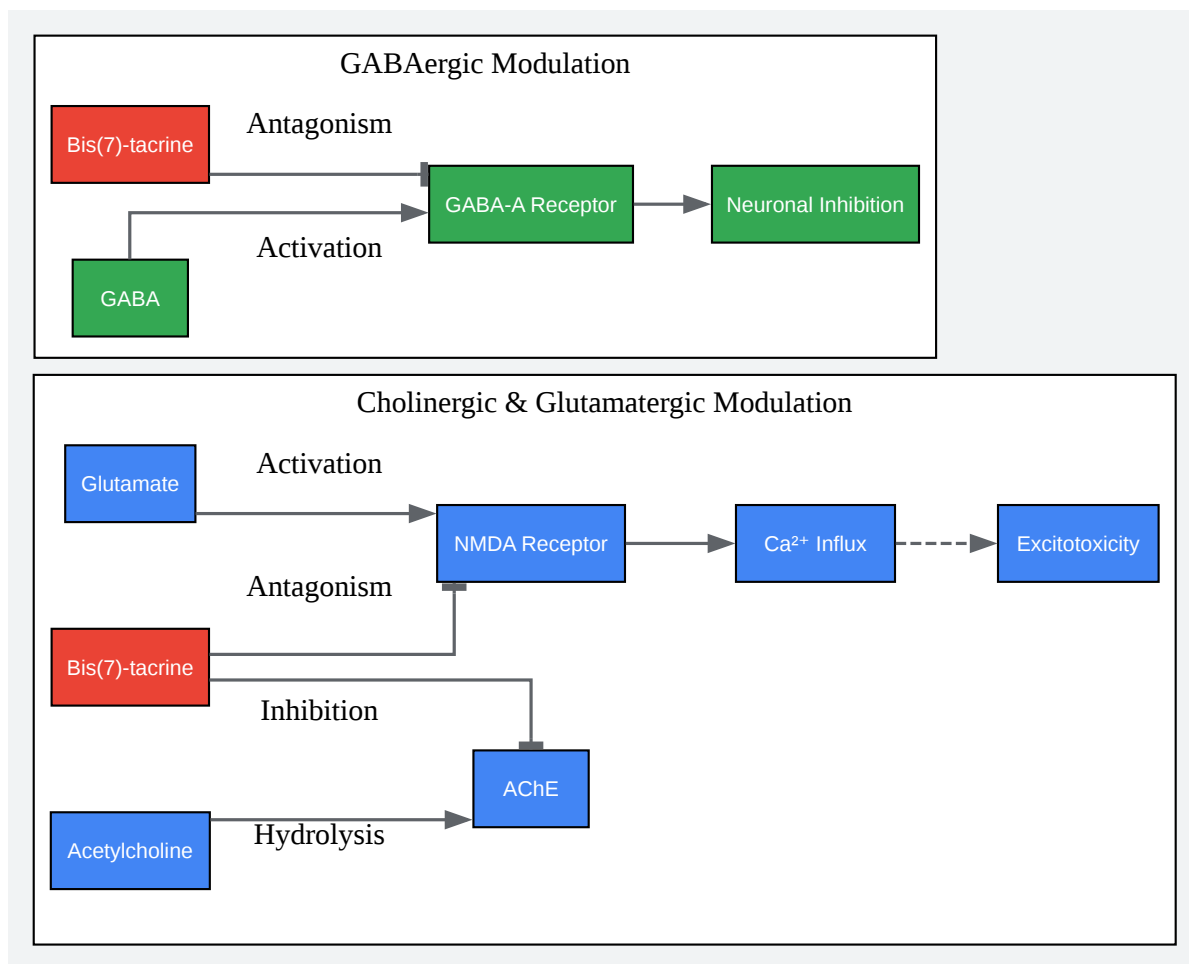 GABAergic Modulation
Bis(7)-tacrine
Antagonism
GABA-A Receptor
Neuronal Inhibition
Activation
GABA
Cholinergic & Glutamatergic Modulation
Glutamate
Activation
NMDA Receptor
Ca²⁺ Influx
Excitotoxicity
Antagonism
Bis(7)-tacrine
Inhibition
AChE
Acetylcholine
Hydrolysis